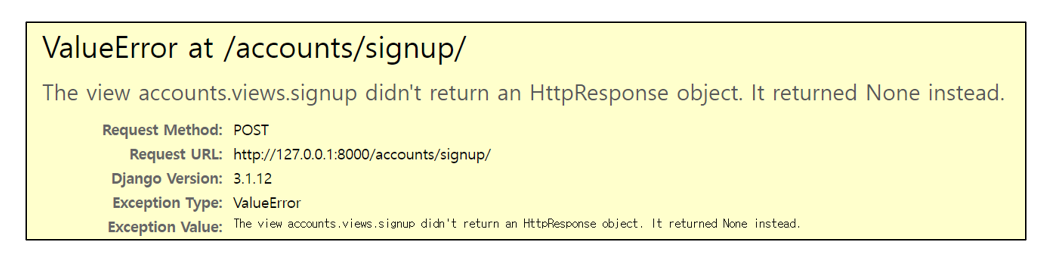 ValueError at /accounts/signup/
The view accounts.views.signup didn't return an HttpResponse object. It returned None instead.
Request Method: POST
Request URL: http://127.0.0.1:8000/accounts/signup/
Django Version: 3.1.12
Exception Type: ValueError
Exception Value: The view accounts.views.signup didn't return an HttpResponse object. It returned None instead.